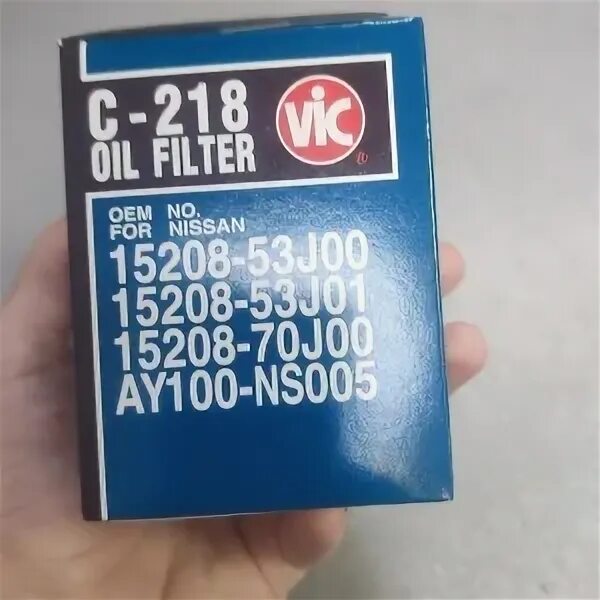 C-218
OIL FILTER
VIC
OEM NO.
FOR NISSAN
15208-53J00
15208-53J01
15208-70J00
AY100-NS005